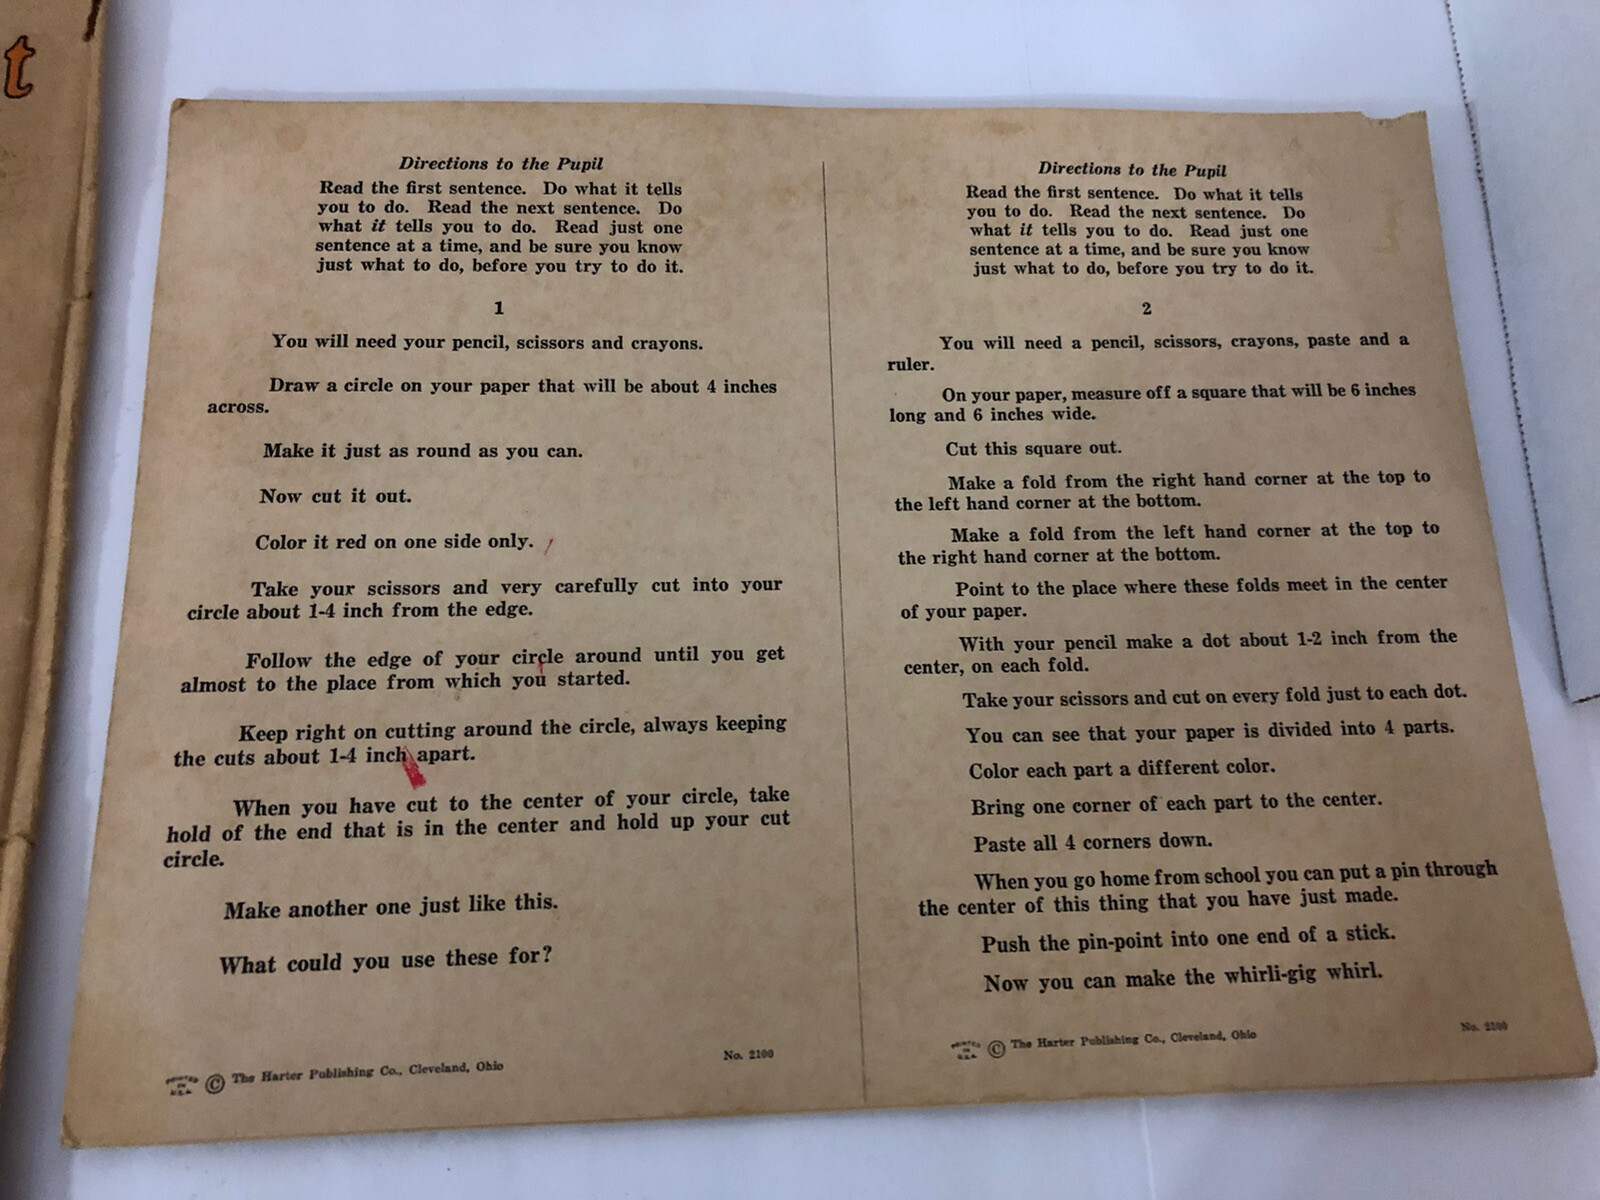 t
Directions to the Pupil
Read the first sentence. Do what it tells
you to do. Read the next sentence. Do
what it tells you to do. Read just one
sentence at a time, and be sure you know
just what to do, before you try to do it.
1
You will need your pencil, scissors and crayons.
Draw a circle on your paper that will be about 4 inches
across.
Make it just as round as you can.
Now cut it out.
Color it red on one side only.
Take your scissors and very carefully cut into your
circle about 1-4 inch from the edge.
Follow the edge of your circle around until you get
almost to the place from which you started.
Keep right on cutting around the circle, always keeping
the cuts about 1-4 inch apart.
When you have cut to the center of your circle, take
hold of the end that is in the center and hold up your cut
circle.
Make another one just like this.
What could you use these for?
No. 2100
PRINTED
IN
U.S.A.
© The Harter Publishing Co., Cleveland, Ohio
Directions to the Pupil
Read the first sentence. Do what it tells
you to do. Read the next sentence. Do
what it tells you to do. Read just one
sentence at a time, and be sure you know
just what to do, before you try to do it.
2
You will need a pencil, scissors, crayons, paste and a
ruler.
On your paper, measure off a square that will be 6 inches
long and 6 inches wide.
Cut this square out.
Make a fold from the right hand corner at the top to
the left hand corner at the bottom.
Make a fold from the left hand corner at the top to
the right hand corner at the bottom.
Point to the place where these folds meet in the center
of your paper.
With your pencil make a dot about 1-2 inch from the
center, on each fold.
Take your scissors and cut on every fold just to each dot.
You can see that your paper is divided into 4 parts.
Color each part a different color.
Bring one corner of each part to the center.
Paste all 4 corners down.
When you go home from school you can put a pin through
the center of this thing that you have just made.
Push the pin-point into one end of a stick.
Now you can make the whirli-gig whirl.
No. 2100
PRINTED
IN
U.S.A.
© The Harter Publishing Co., Cleveland, Ohio